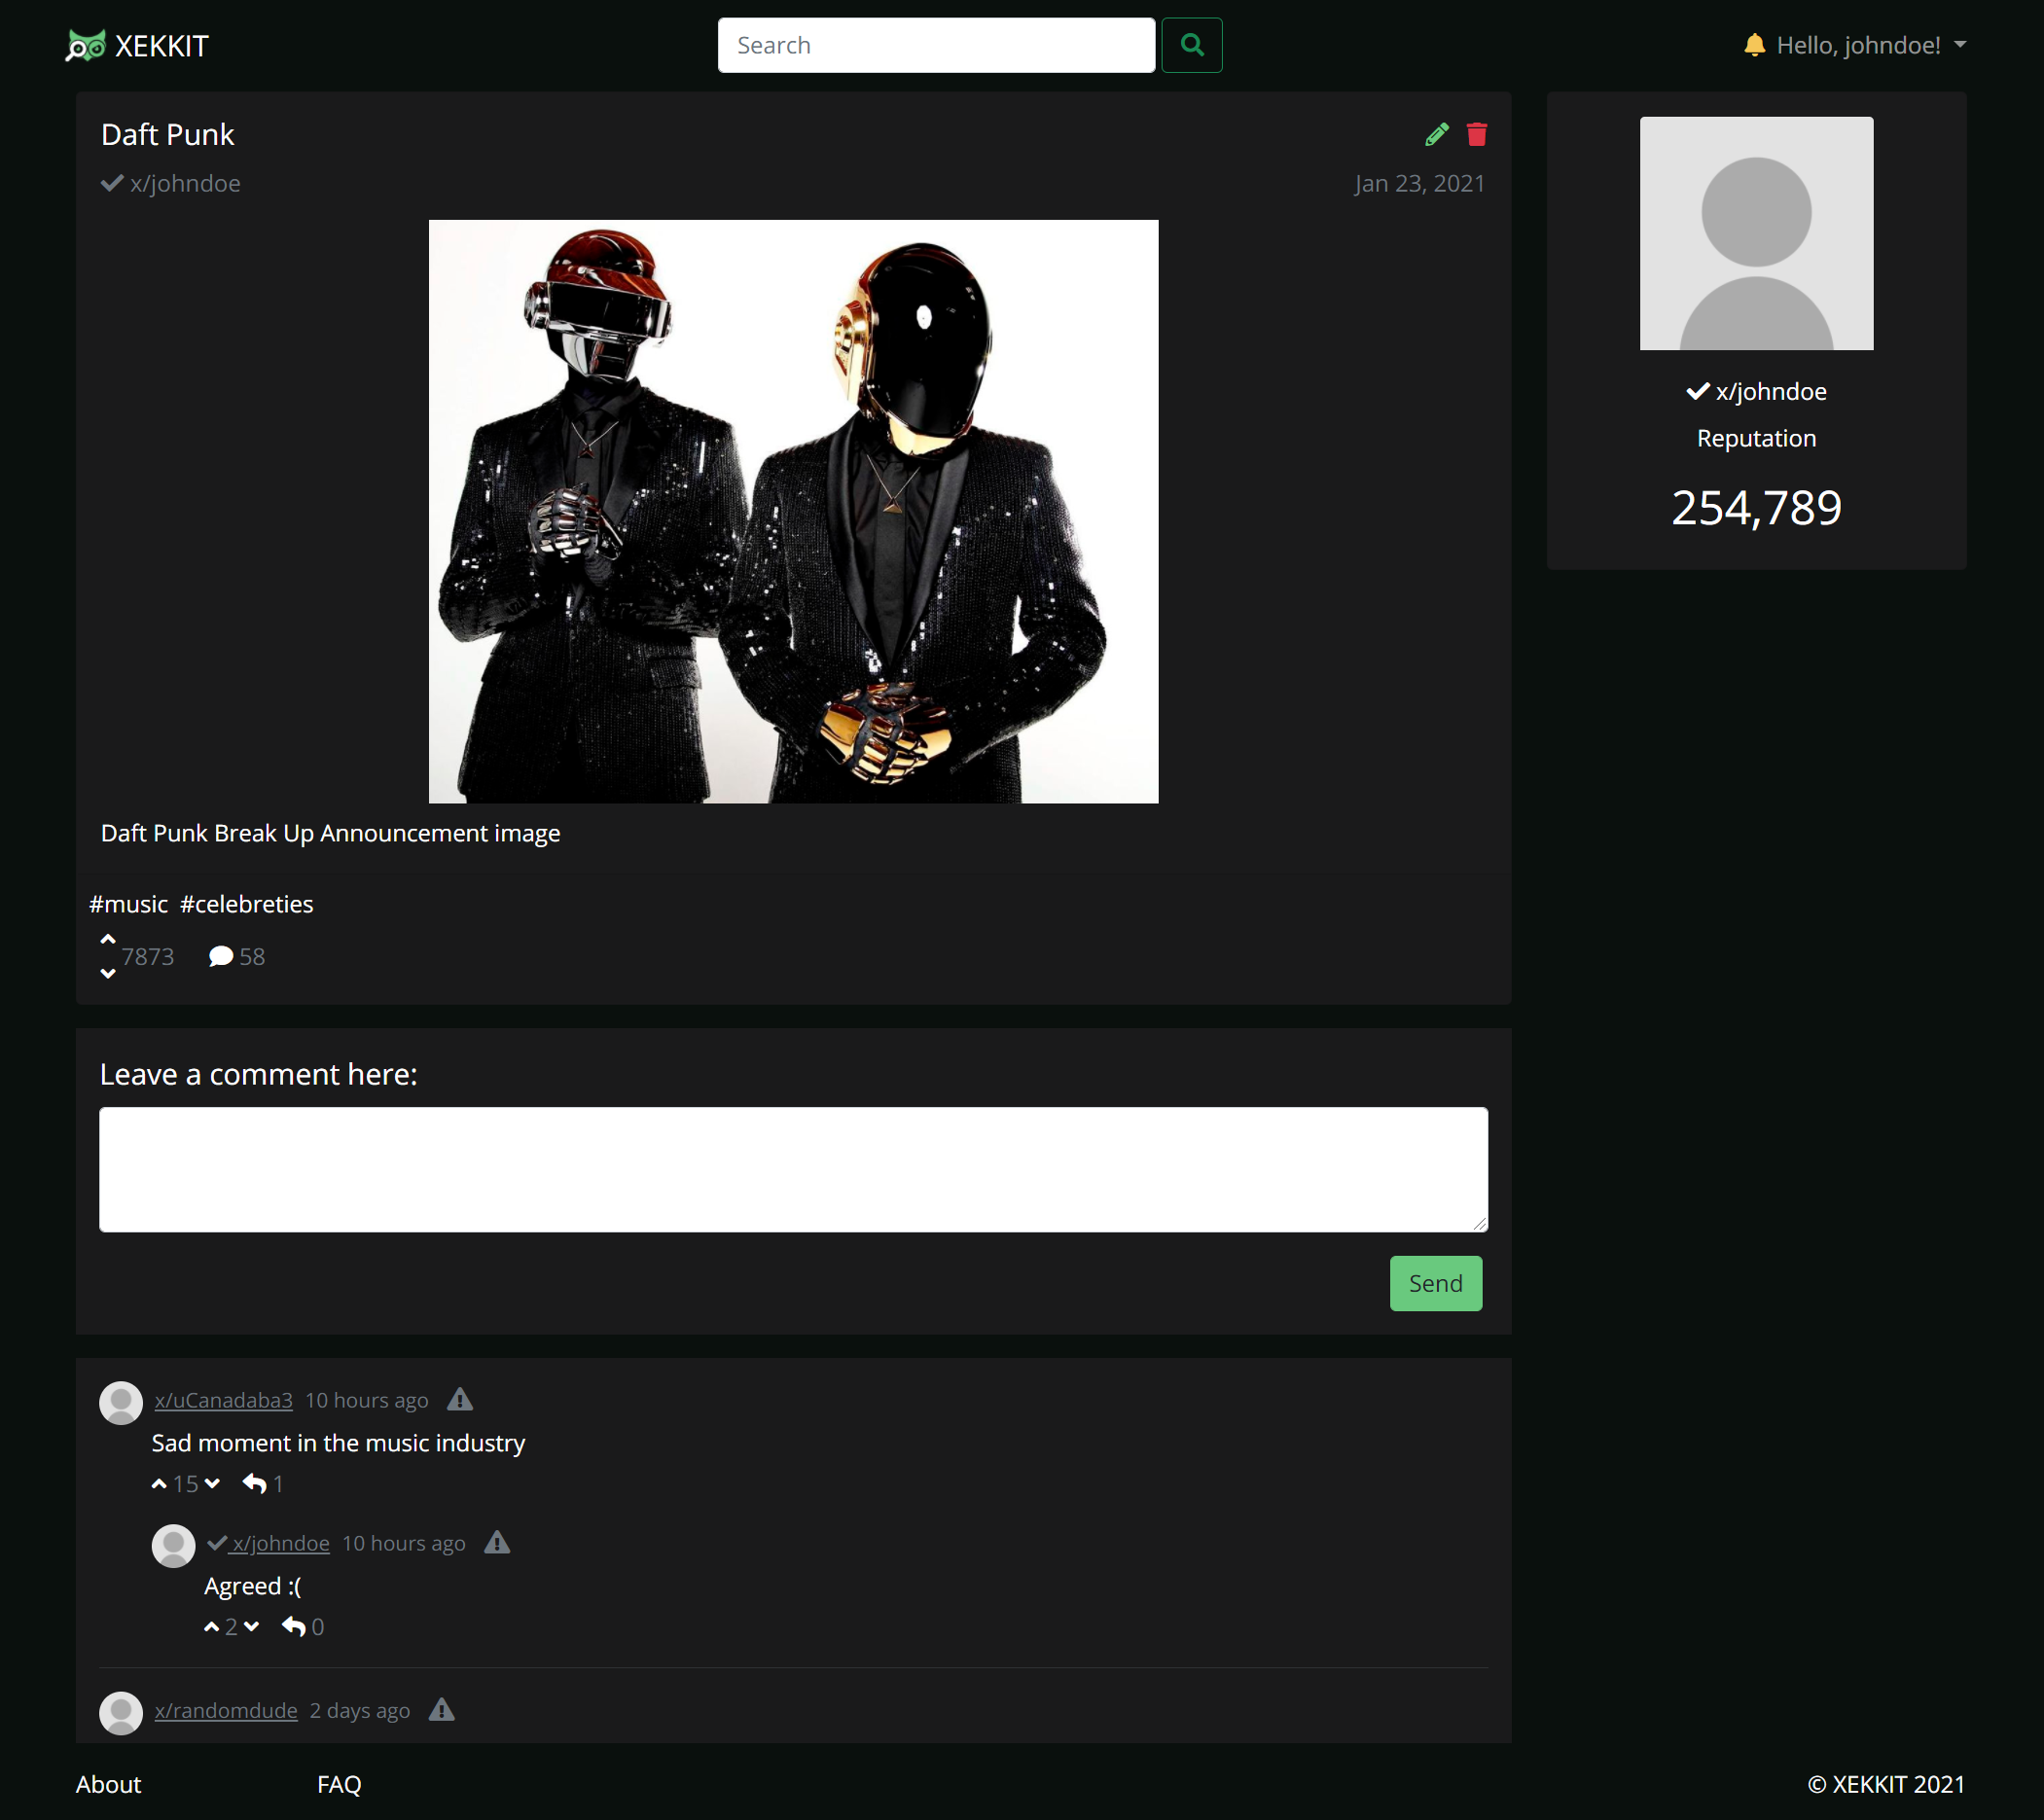 XEKKIT
Search
Hello, johndoe!
Daft Punk
x/johndoe
Jan 23, 2021
Daft Punk Break Up Announcement image
#music #celebreties
7873 58
x/johndoe
Reputation
254,789
Leave a comment here:
Send
x/uCanadaba3 10 hours ago
Sad moment in the music industry
15 1
x/johndoe 10 hours ago
Agreed :(
2 0
x/randomdude 2 days ago
About
FAQ
© XEKKIT 2021